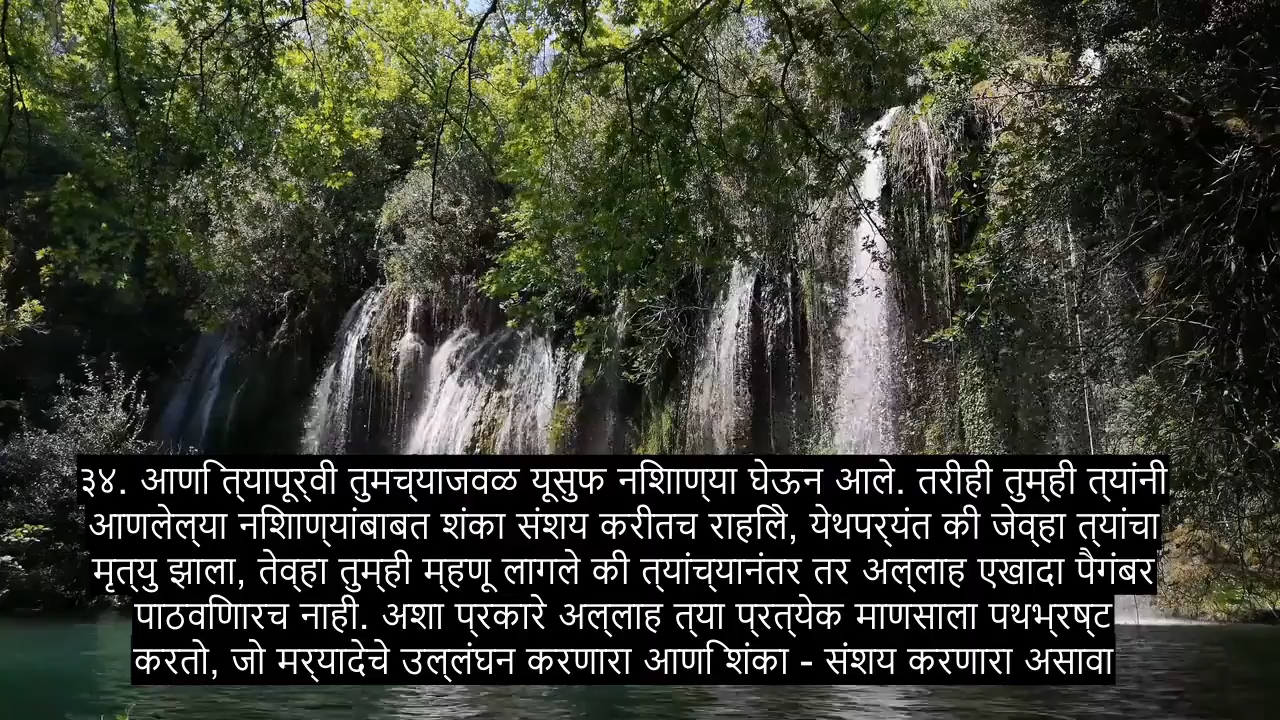 ३४. आणि त्यापूर्वी तुमच्याजवळ यूसुफ निशाण्या घेऊन आले. तरीही तुम्ही त्यांनी
आणलेल्या निशाण्यांबाबत शंका संशय करीतच राहिले, येथपर्यंत की जेव्हा त्यांचा
मृत्यु झाला, तेव्हा तुम्ही म्हणू लागले की त्यांच्यानंतर तर अल्लाह एखादा पैगंबर
पाठविणारच नाही. अशा प्रकारे अल्लाह त्या प्रत्येक माणसाला पथभ्रष्ट
करतो, जो मर्यादेचे उल्लंघन करणारा आणि शंका - संशय करणारा असावा